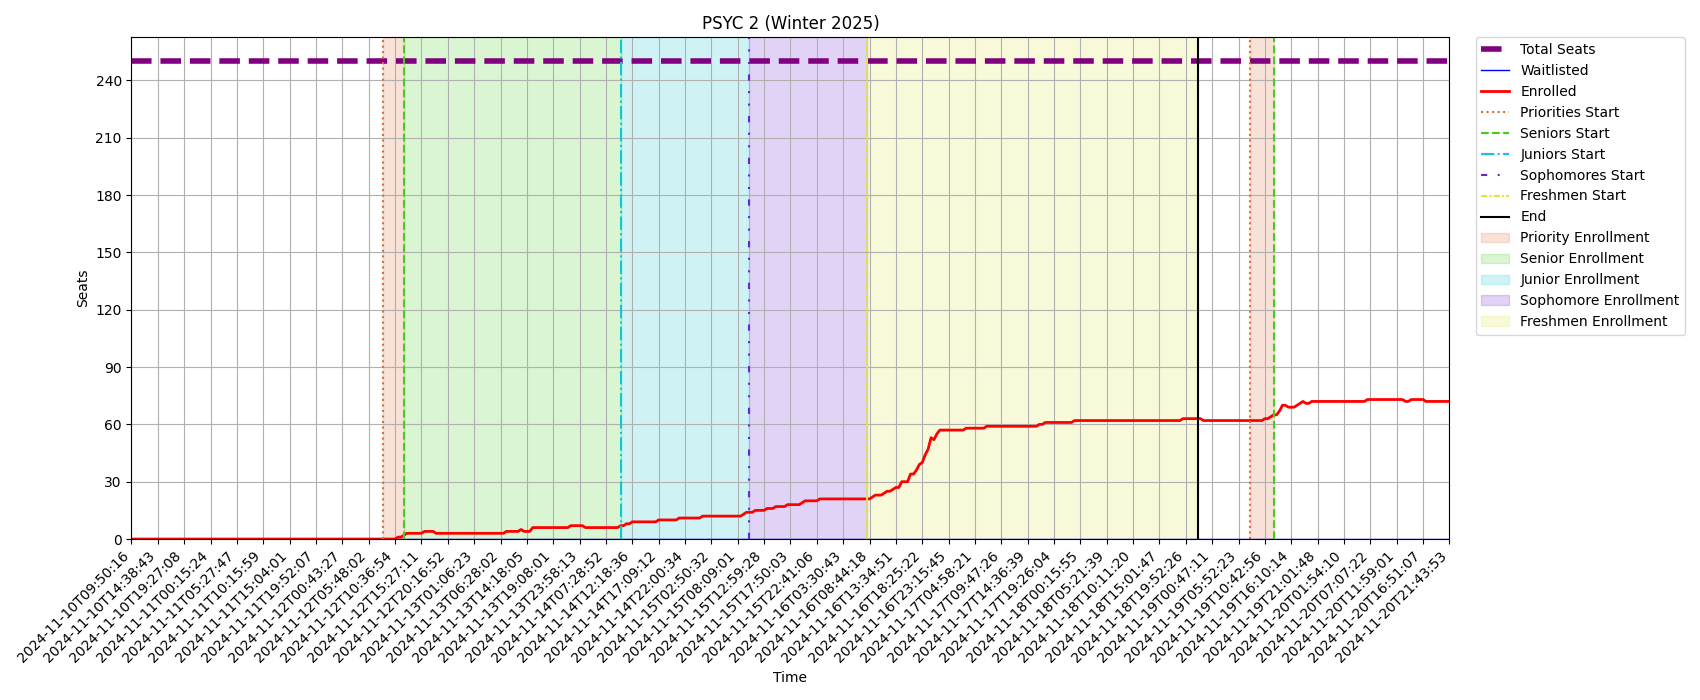 PSYC 2 (Winter 2025)
Seats
240
210
180
150
120
90
60
30
0
2024-11-10T09:50:16
2024-11-10T14:38:43
2024-11-10T19:27:08
2024-11-11T00:15:24
2024-11-11T05:27:47
2024-11-11T10:15:59
2024-11-11T15:04:01
2024-11-11T19:52:07
2024-11-12T00:43:27
2024-11-12T05:48:02
2024-11-12T10:36:54
2024-11-12T15:27:11
2024-11-12T20:16:52
2024-11-13T01:06:23
2024-11-13T06:28:02
2024-11-13T14:18:05
2024-11-13T19:08:01
2024-11-13T23:58:13
2024-11-14T07:28:52
2024-11-14T12:18:36
2024-11-14T17:09:12
2024-11-14T22:00:34
2024-11-15T02:50:32
2024-11-15T08:09:01
2024-11-15T12:59:28
2024-11-15T17:50:03
2024-11-15T22:41:06
2024-11-16T03:30:43
2024-11-16T08:44:18
2024-11-16T13:34:51
2024-11-16T18:25:22
2024-11-16T23:15:45
2024-11-17T04:58:21
2024-11-17T09:47:26
2024-11-17T14:36:39
2024-11-17T19:26:04
2024-11-18T00:15:55
2024-11-18T05:21:39
2024-11-18T10:11:20
2024-11-18T15:01:47
2024-11-18T19:52:26
2024-11-19T00:47:11
2024-11-19T05:52:23
2024-11-19T10:42:56
2024-11-19T16:10:14
2024-11-19T21:01:48
2024-11-20T01:54:10
2024-11-20T07:07:22
2024-11-20T11:59:01
2024-11-20T16:51:07
2024-11-20T21:43:53
Time
Total Seats
Waitlisted
Enrolled
Priorities Start
Seniors Start
Juniors Start
Sophomores Start
Freshmen Start
End
Priority Enrollment
Senior Enrollment
Junior Enrollment
Sophomore Enrollment
Freshmen Enrollment